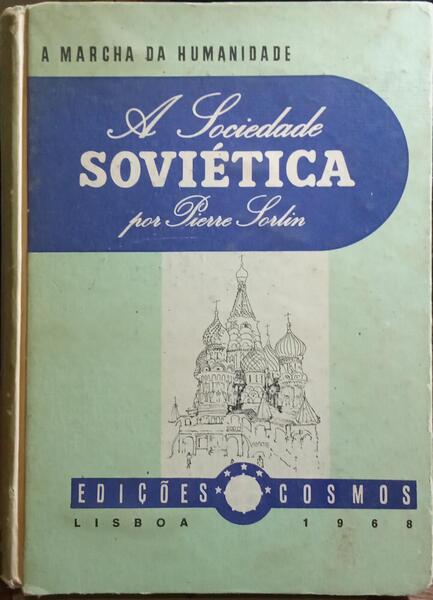 A MARCHA DA HUMANIDADE
A Sociedade
SOVIÉTICA
por Pierre Sorlin
EDIÇÕES COSMOS
LISBOA 1968